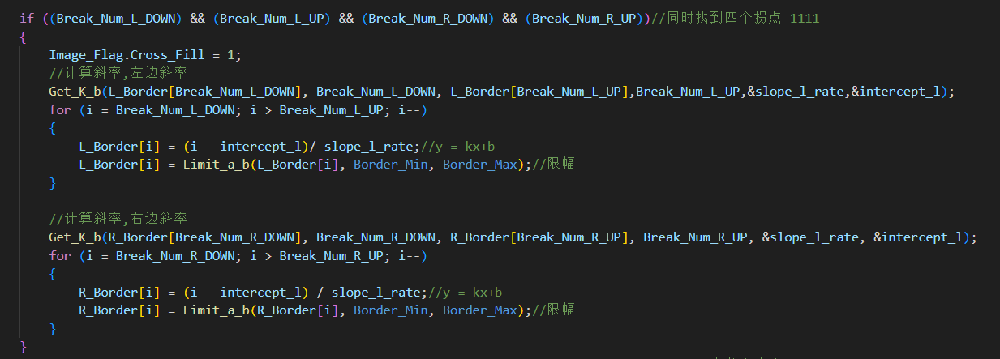 if ((Break_Num_L_DOWN) && (Break_Num_L_UP) && (Break_Num_R_DOWN) && (Break_Num_R_UP))//同时找到四个拐点 1111
{
    Image_Flag.Cross_Fill = 1;
    //计算斜率,左边斜率
    Get_K_b(L_Border[Break_Num_L_DOWN], Break_Num_L_DOWN, L_Border[Break_Num_L_UP],Break_Num_L_UP,&slope_l_rate,&intercept_l);
    for (i = Break_Num_L_DOWN; i > Break_Num_L_UP; i--)
    {
        L_Border[i] = (i - intercept_l)/ slope_l_rate;//y = kx+b
        L_Border[i] = Limit_a_b(L_Border[i], Border_Min, Border_Max);//限幅
    }
    //计算斜率,右边斜率
    Get_K_b(R_Border[Break_Num_R_DOWN], Break_Num_R_DOWN, R_Border[Break_Num_R_UP], Break_Num_R_UP, &slope_l_rate, &intercept_l);
    for (i = Break_Num_R_DOWN; i > Break_Num_R_UP; i--)
    {
        R_Border[i] = (i - intercept_l) / slope_l_rate;//y = kx+b
        R_Border[i] = Limit_a_b(R_Border[i], Border_Min, Border_Max);//限幅
    }
}